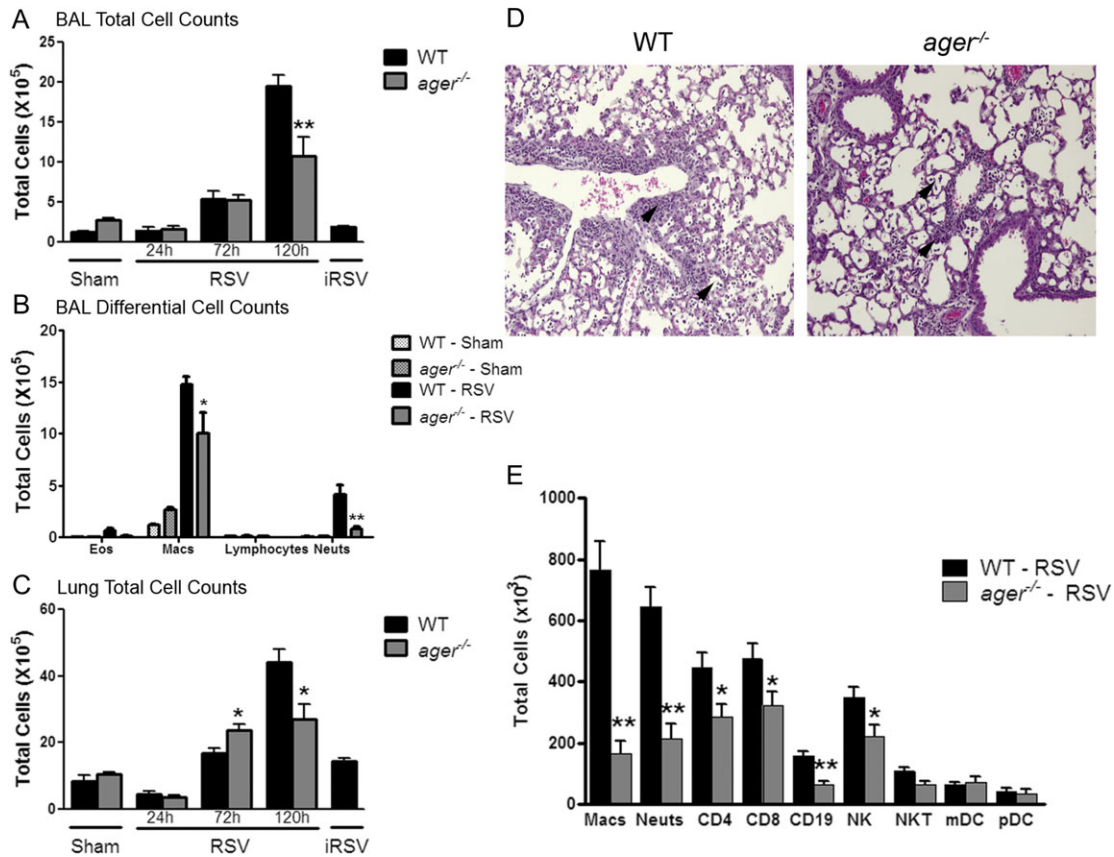 A
BAL Total Cell Counts
Total Cells (X10⁵)
25
20
15
10
5
0
**
WT
ager-/-
24h 72h 120h
Sham RSV iRSV
B BAL Differential Cell Counts
Total Cells (X10⁵)
20
15
10
5
0
*
**
WT - Sham
ager-/- - Sham
WT - RSV
ager-/- - RSV
Eos Macs Lymphocytes Neuts
C Lung Total Cell Counts
Total Cells (X10⁵)
60
40
20
0
*
*
WT
ager-/-
24h 72h 120h
Sham RSV iRSV
D
WT ager-/-
E
Total Cells (x10³)
1000
800
600
400
200
0
** ** * * ** *
WT - RSV
ager-/- - RSV
Macs Neuts CD4 CD8 CD19 NK NKT mDC pDC